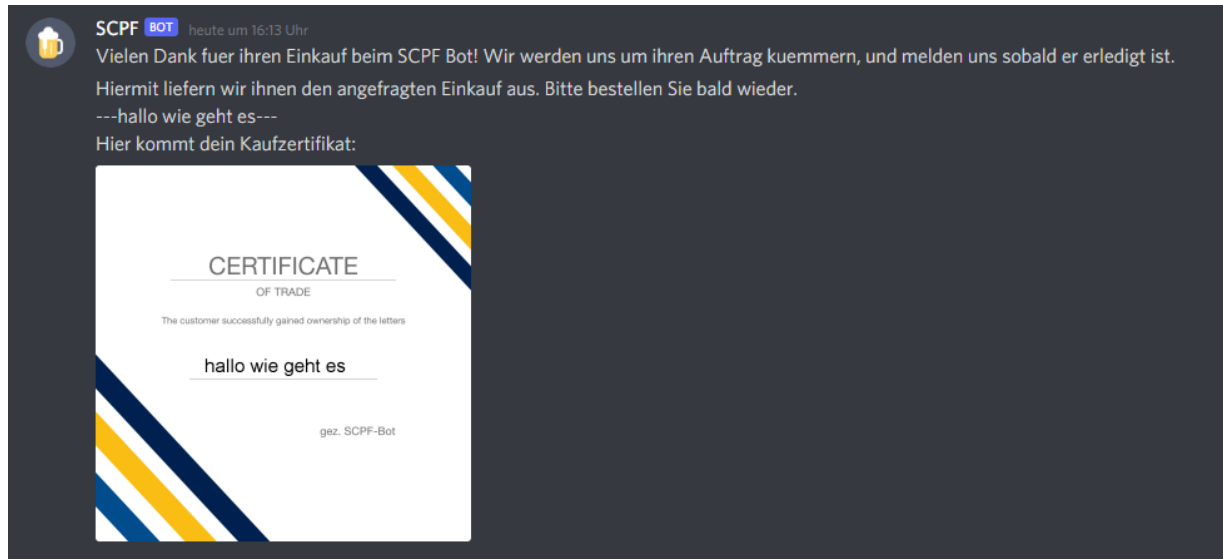 SCPF BOT heute um 16:13 Uhr
Vielen Dank fuer ihren Einkauf beim SCPF Bot! Wir werden uns um ihren Auftrag kuemmern, und melden uns sobald er erledigt ist.
Hiermit liefern wir ihnen den angefragten Einkauf aus. Bitte bestellen Sie bald wieder.
---hallo wie geht es---
Hier kommt dein Kaufzertifikat:
CERTIFICATE
OF TRADE
The customer successfully gained ownership of the letters
hallo wie geht es
gez. SCPF-Bot